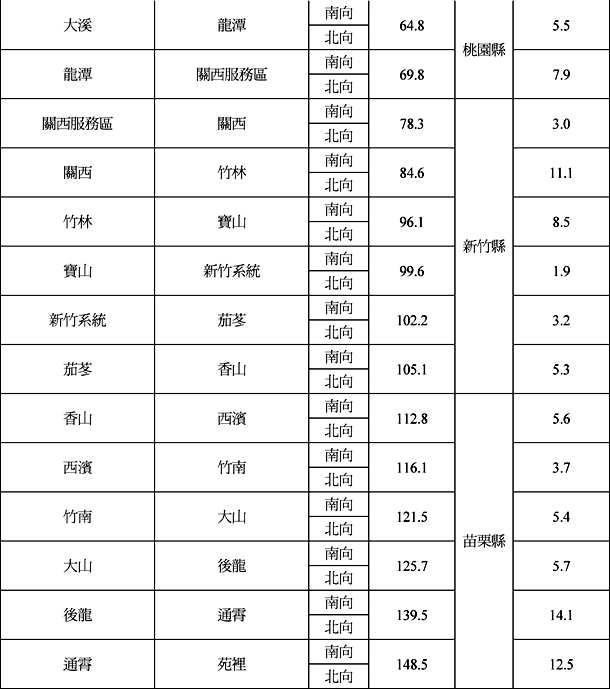 大溪 龍潭 南向 64.8 桃園縣 5.5
北向
龍潭 關西服務區 南向 69.8 7.9
北向
關西服務區 關西 南向 78.3 新竹縣 3.0
北向
關西 竹林 南向 84.6 11.1
北向
竹林 寶山 南向 96.1 8.5
北向
寶山 新竹系統 南向 99.6 1.9
北向
新竹系統 茄苳 南向 102.2 3.2
北向
茄苳 香山 南向 105.1 5.3
北向
香山 西濱 南向 112.8 苗栗縣 5.6
北向
西濱 竹南 南向 116.1 3.7
北向
竹南 大山 南向 121.5 5.4
北向
大山 後龍 南向 125.7 5.7
北向
後龍 通霄 南向 139.5 14.1
北向
通霄 苑裡 南向 148.5 12.5
北向